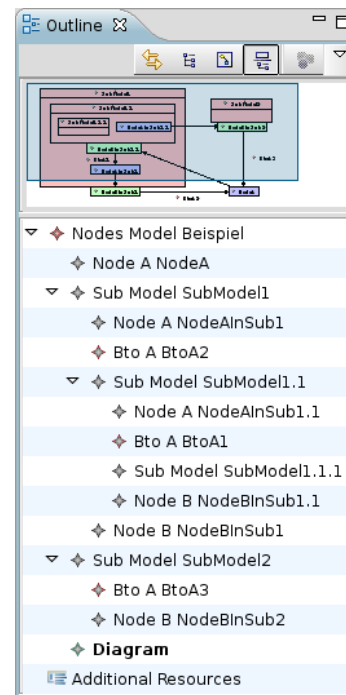 Outline
Nodes Model Beispiel
Node A NodeA
Sub Model SubModel1
Node A NodeAInSub1
Bto A BtoA2
Sub Model SubModel1.1
Node A NodeAInSub1.1
Bto A BtoA1
Sub Model SubModel1.1.1
Node B NodeBInSub1.1
Node B NodeBInSub1
Sub Model SubModel2
Bto A BtoA3
Node B NodeBInSub2
Diagram
Additional Resources